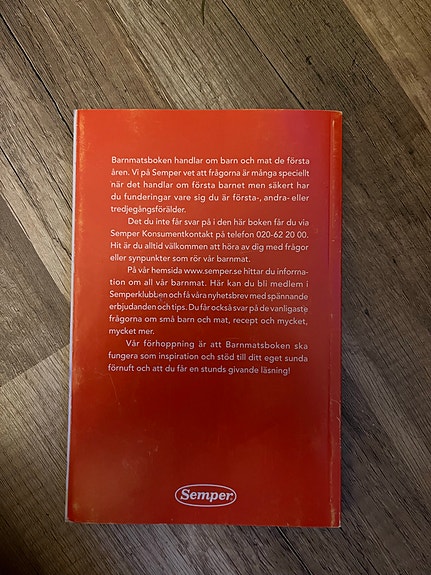 Barnmatsboken handlar om barn och mat de första
åren. Vi på Semper vet att frågorna är många speciellt
när det handlar om första barnet men säkert har
du funderingar vare sig du är första-, andra- eller
tredjegångsförälder.
Det du inte får svar på i den här boken får du via
Semper Konsumentkontakt på telefon 020-62 20 00.
Hit är du alltid välkommen att höra av dig med frågor
eller synpunkter som rör vår barnmat.
På vår hemsida www.semper.se hittar du informa-
tion om all vår barnmat. Här kan du bli medlem i
Semperklubben och få våra nyhetsbrev med spännande
erbjudanden och tips. Du får också svar på de vanligaste
frågorna om små barn och mat, recept och mycket,
mycket mer.
Vår förhoppning är att Barnmatsboken ska
fungera som inspiration och stöd till ditt eget sunda
förnuft och att du får en stunds givande läsning!
Semper